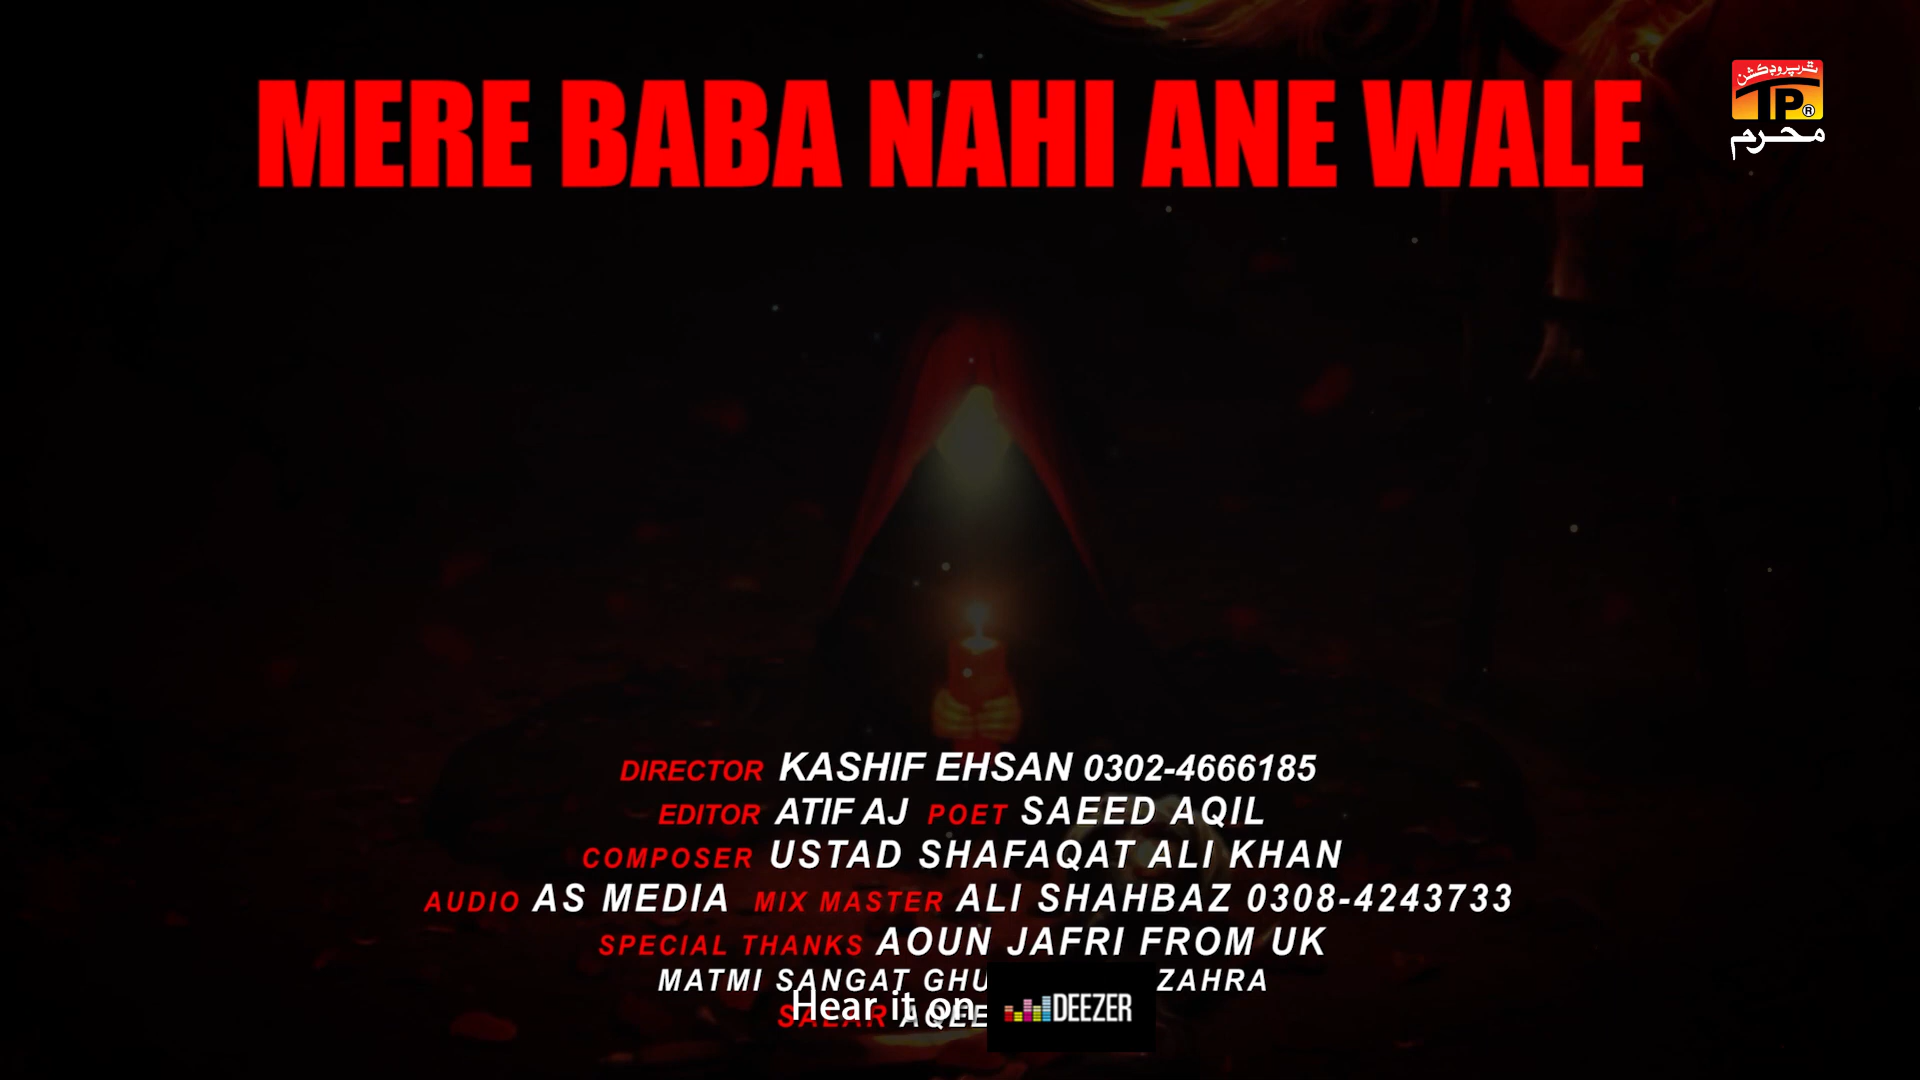 MERE BABA NAHI ANE WALE
تھرپروڈکشن
TP®
محرم
DIRECTOR KASHIF EHSAN 0302-4666185
EDITOR ATIF AJ POET SAEED AQIL
COMPOSER USTAD SHAFAQAT ALI KHAN
AUDIO AS MEDIA MIX MASTER ALI SHAHBAZ 0308-4243733
SPECIAL THANKS AOUN JAFRI FROM UK
MATMI SANGAT ZAHRA
Hear it on DEEZER